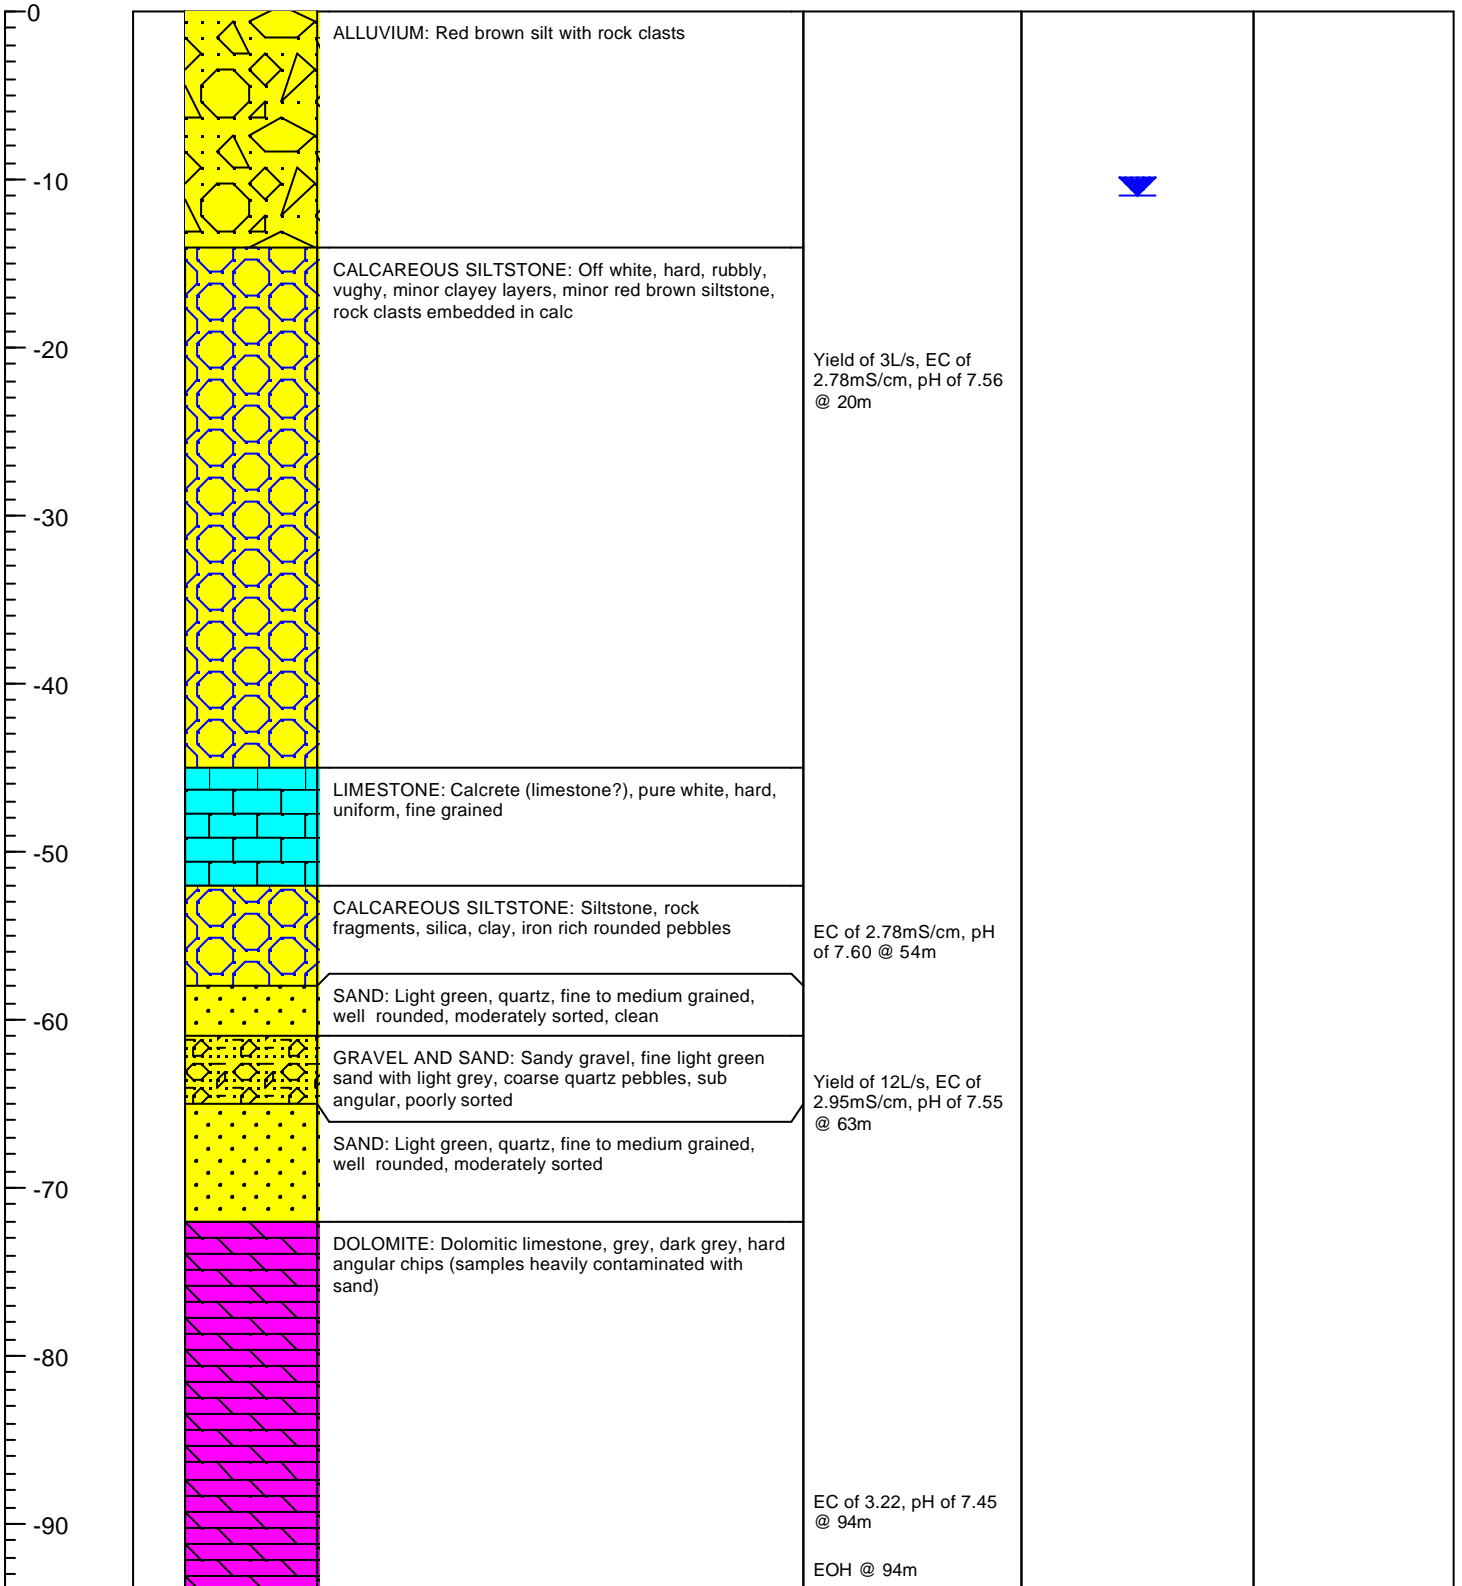 0
ALLUVIUM: Red brown silt with rock clasts
-10
CALCAREOUS SILTSTONE: Off white, hard, rubbly,
vughy, minor clayey layers, minor red brown siltstone,
rock clasts embedded in calc
-20
Yield of 3L/s, EC of
2.78mS/cm, pH of 7.56
@ 20m
-30
-40
LIMESTONE: Calcrete (limestone?), pure white, hard,
uniform, fine grained
-50
CALCAREOUS SILTSTONE: Siltstone, rock
fragments, silica, clay, iron rich rounded pebbles
EC of 2.78mS/cm, pH
of 7.60 @ 54m
SAND: Light green, quartz, fine to medium grained,
well rounded, moderately sorted, clean
-60
GRAVEL AND SAND: Sandy gravel, fine light green
sand with light grey, coarse quartz pebbles, sub
angular, poorly sorted
Yield of 12L/s, EC of
2.95mS/cm, pH of 7.55
@ 63m
SAND: Light green, quartz, fine to medium grained,
well rounded, moderately sorted
-70
DOLOMITE: Dolomitic limestone, grey, dark grey, hard
angular chips (samples heavily contaminated with
sand)
-80
EC of 3.22, pH of 7.45
@ 94m
-90
EOH @ 94m